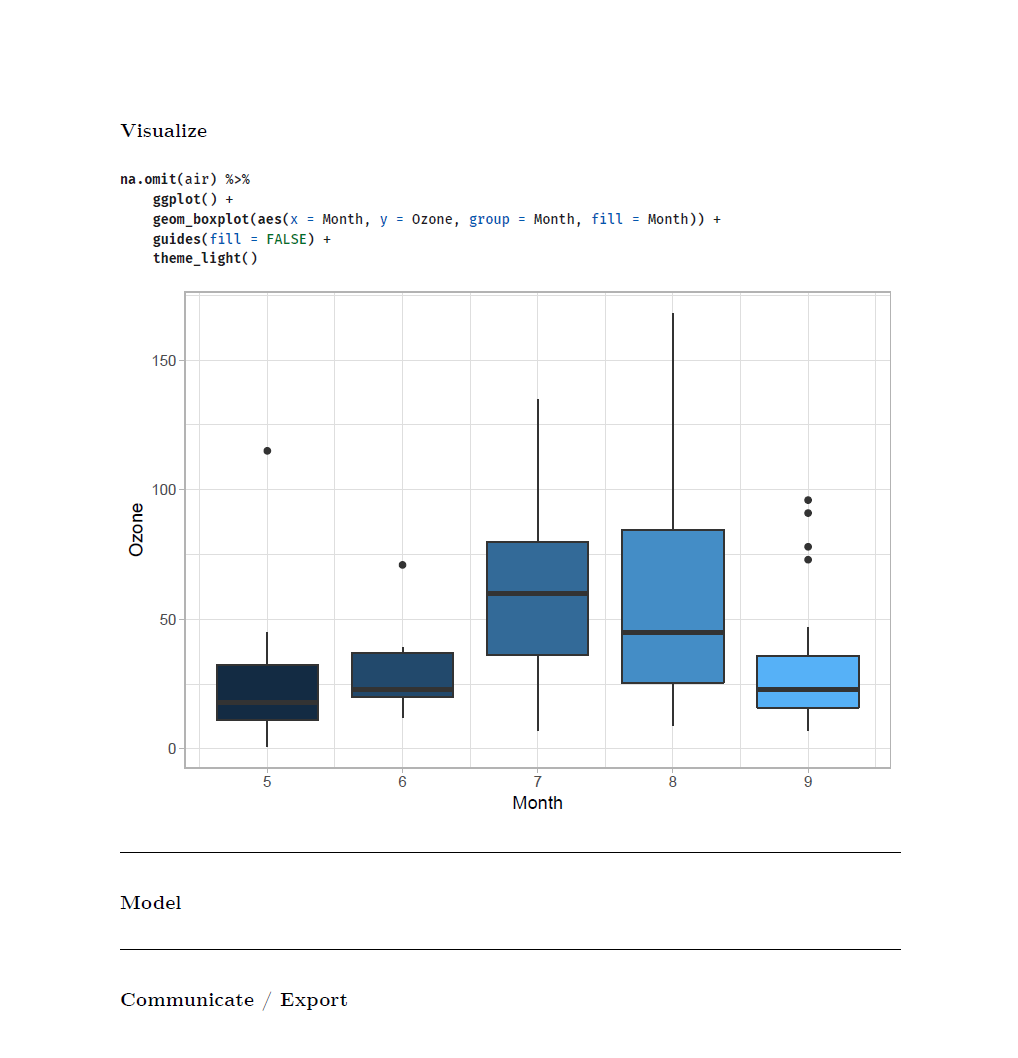 Visualize
na.omit(air) %>%
ggplot() +
geom_boxplot(aes(x = Month, y = Ozone, group = Month, fill = Month)) +
guides(fill = FALSE) +
theme_light()
150
100
50
0
Ozone
5 6 7 8 9
Month
Model
Communicate / Export